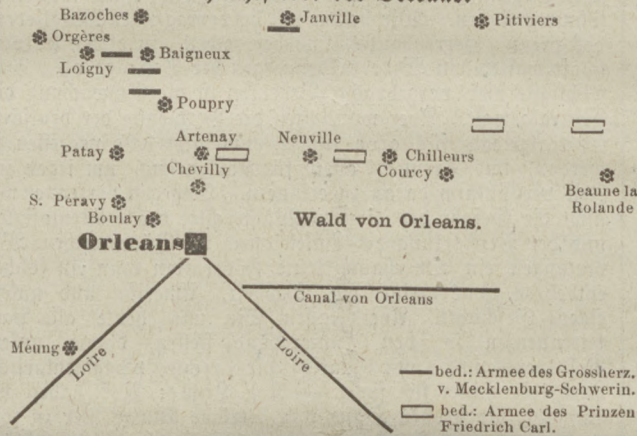 Orleans.
Bazoches
Janville
Pitiviers
Orgères
Baigneux
Loigny
Poupry
Artenay
Neuville
Patay
Chilleurs
Chevilly
Courcy
Beaune la
Rolande
S. Péravy
Boulay
Wald von Orleans.
Orleans
Canal von Orleans
Méung
Loire
Loire
bed.: Armee des Grossherz.
v. Mecklenburg-Schwerin.
bed.: Armee des Prinzen
Friedrich Carl.